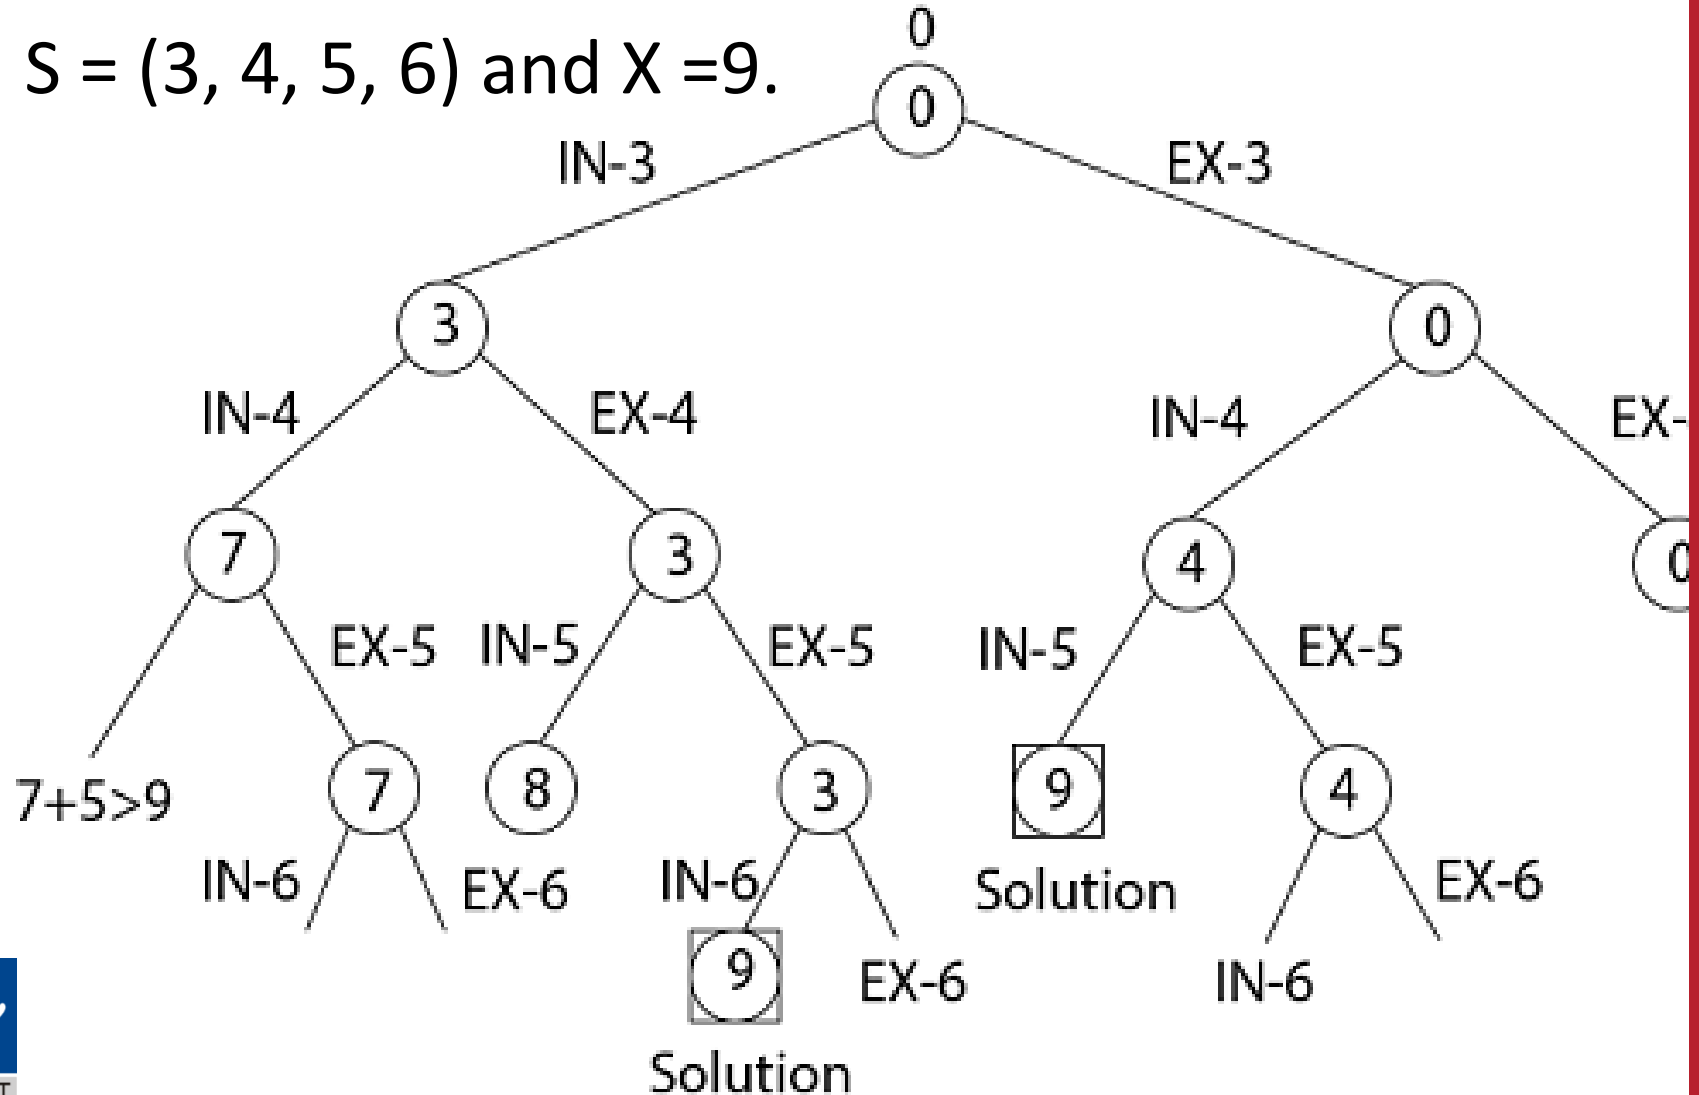 0
S = (3, 4, 5, 6) and X =9.
0
IN-3 EX-3
3 0
IN-4 EX-4 IN-4 EX-
7 3 4 0
EX-5 IN-5 EX-5 IN-5 EX-5
7+5>9 7 8 3 9 4
IN-6 EX-6 IN-6 Solution EX-6
9 EX-6 IN-6
Solution
T